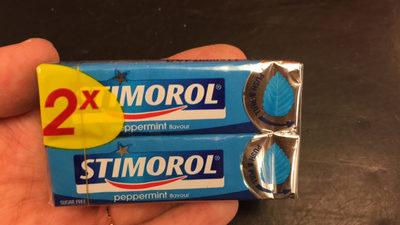 2x
STIMOROL®
peppermint flavour
STIMOROL®
peppermint flavour
SUGAR FREE